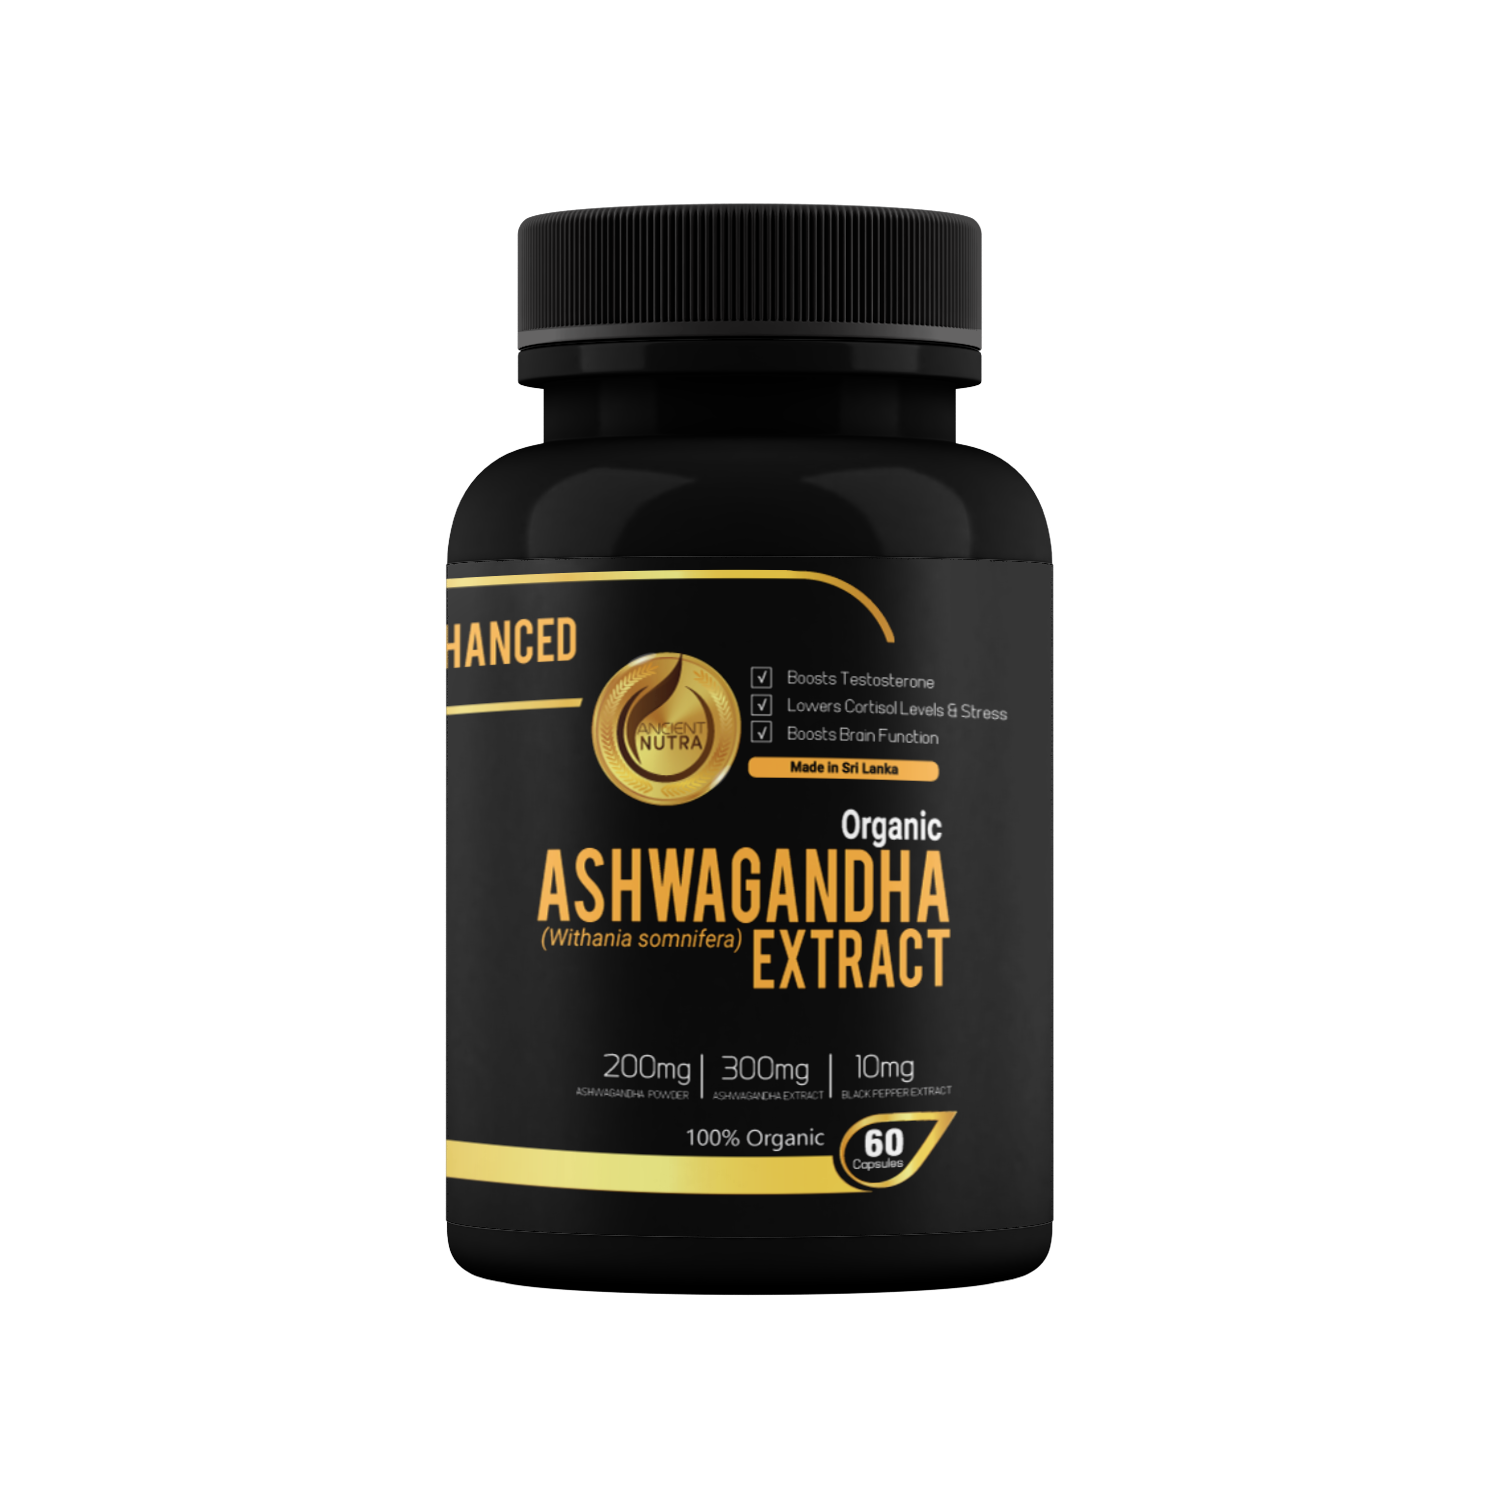 HANCED
ANCIENT
NUTRA
Boosts Testosterone
Lowers Cortisol Levels & Stress
Boosts Brain Function
Made in Sri Lanka
Organic
ASHWAGANDHA
(Withania somnifera) EXTRACT
200mg 300mg 10mg
ASHWAGANDHA POWDER ASHWAGANDHA EXTRACT BLACK PEPPER EXTRACT
100% Organic
60
Capsules